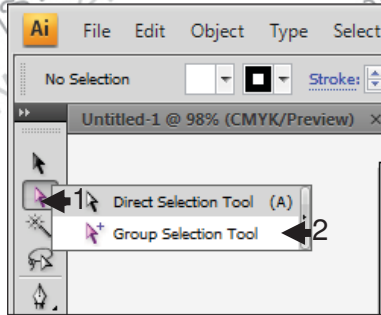 Ai File Edit Object Type Select
No Selection Stroke:
Untitled-1 @ 98% (CMYK/Preview) ×
1 Direct Selection Tool (A)
Group Selection Tool 2